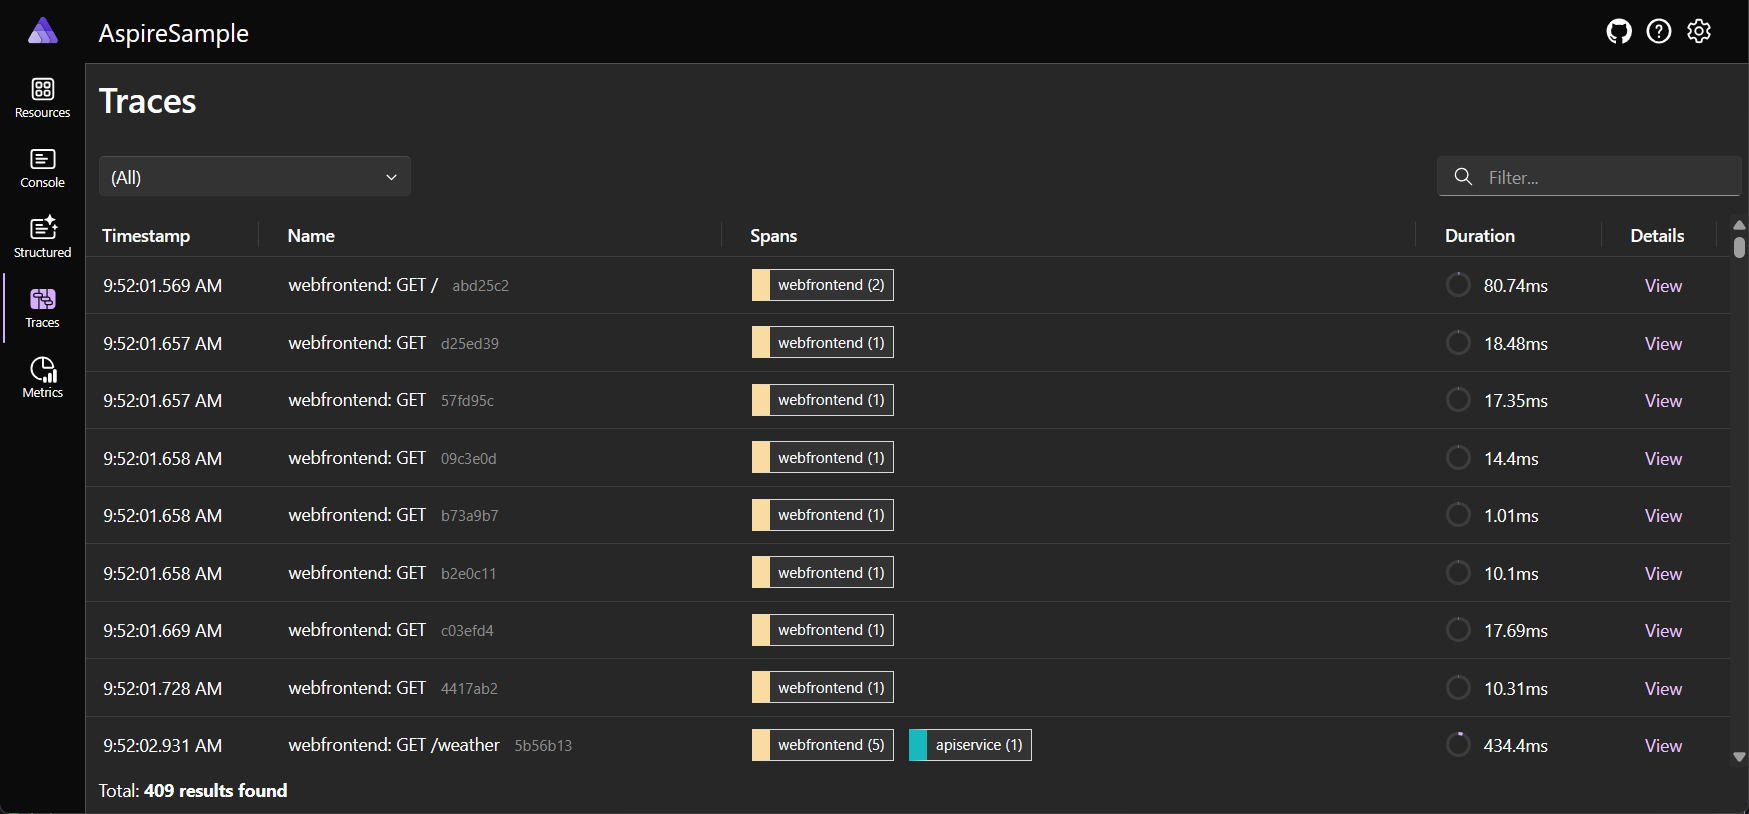 AspireSample
Resources
Console
Structured
Traces
Metrics
Traces
(All)
Filter...
Timestamp Name Spans Duration Details
9:52:01.569 AM webfrontend: GET / abd25c2 webfrontend (2) 80.74ms View
9:52:01.657 AM webfrontend: GET d25ed39 webfrontend (1) 18.48ms View
9:52:01.657 AM webfrontend: GET 57fd95c webfrontend (1) 17.35ms View
9:52:01.658 AM webfrontend: GET 09c3e0d webfrontend (1) 14.4ms View
9:52:01.658 AM webfrontend: GET b73a9b7 webfrontend (1) 1.01ms View
9:52:01.658 AM webfrontend: GET b2e0c11 webfrontend (1) 10.1ms View
9:52:01.669 AM webfrontend: GET c03efd4 webfrontend (1) 17.69ms View
9:52:01.728 AM webfrontend: GET 4417ab2 webfrontend (1) 10.31ms View
9:52:02.931 AM webfrontend: GET /weather 5b56b13 webfrontend (5) apiservice (1) 434.4ms View
Total: 409 results found